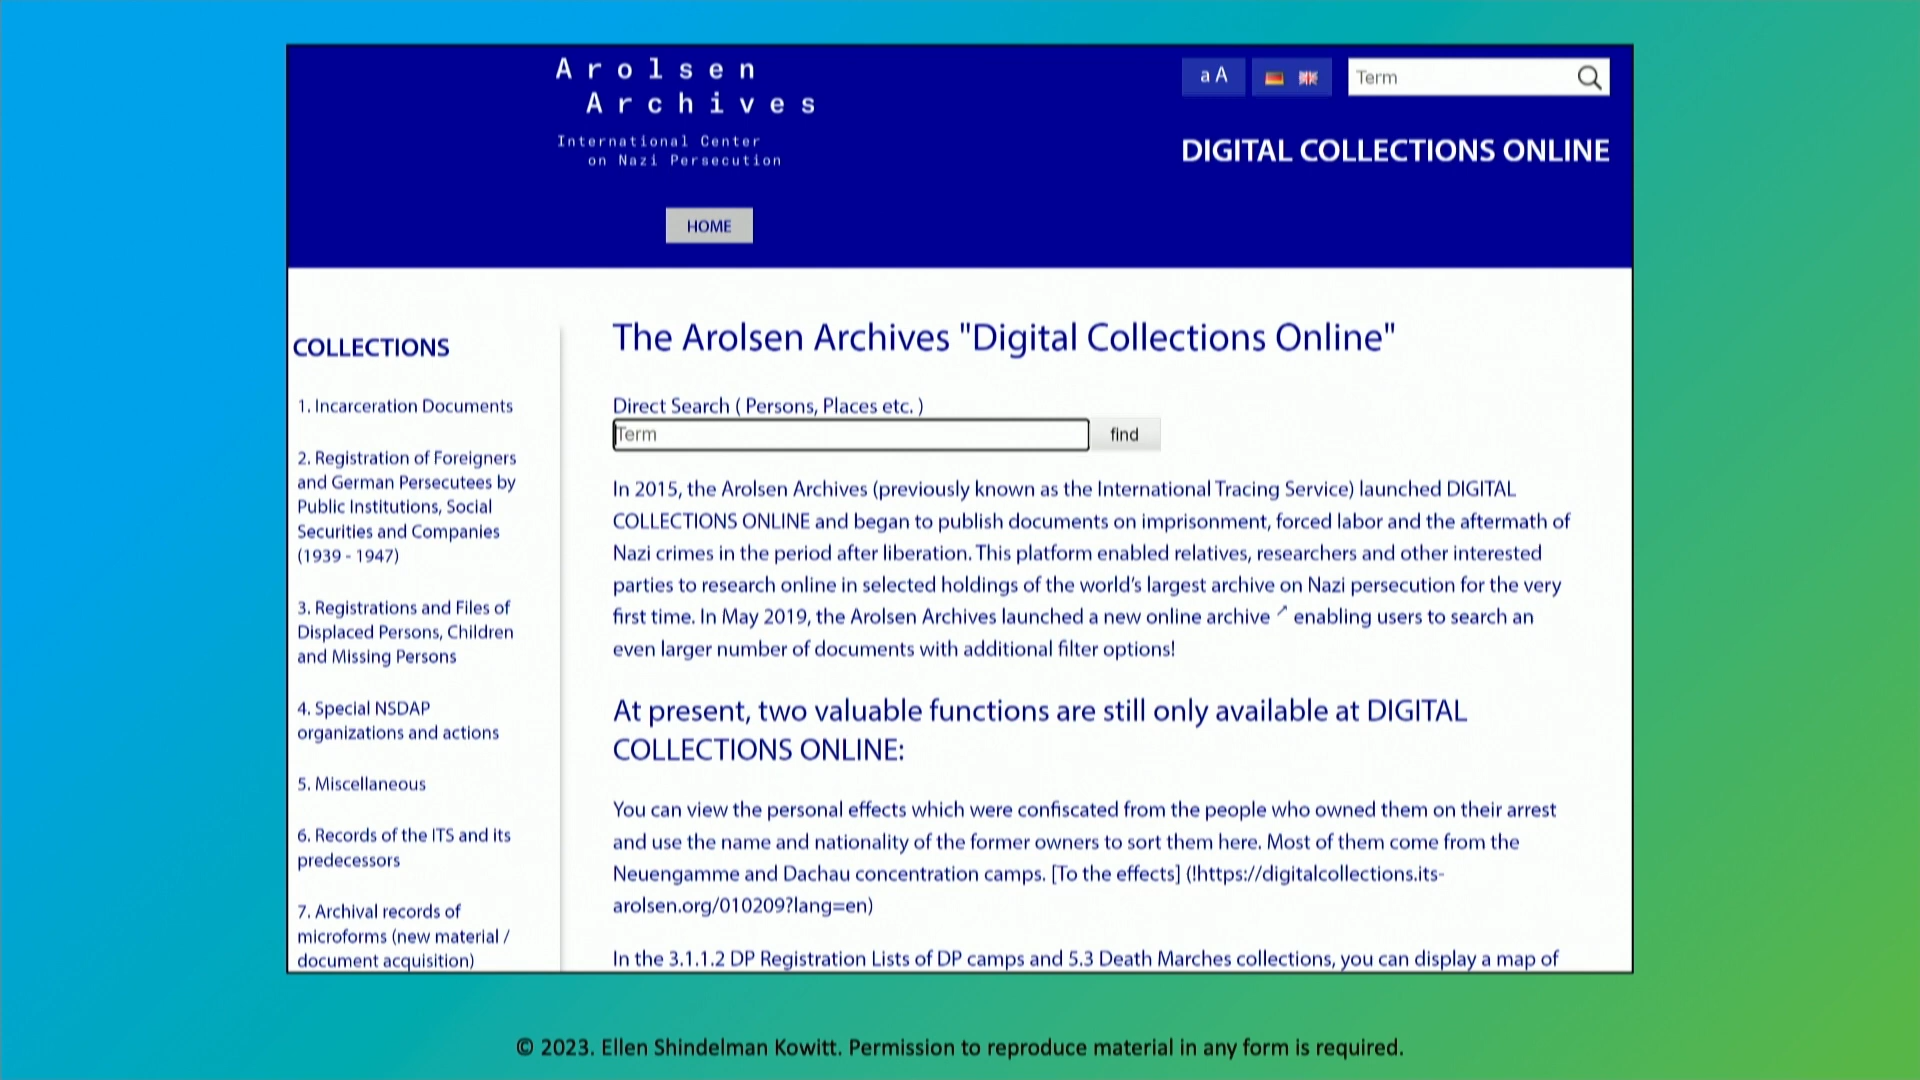 Arolsen
Archives
International Center
on Nazi Persecution
a A
Term
DIGITAL COLLECTIONS ONLINE
HOME
COLLECTIONS
1. Incarceration Documents
2. Registration of Foreigners
and German Persecutees by
Public Institutions, Social
Securities and Companies
(1939 - 1947)
3. Registrations and Files of
Displaced Persons, Children
and Missing Persons
4. Special NSDAP
organizations and actions
5. Miscellaneous
6. Records of the ITS and its
predecessors
7. Archival records of
microforms (new material /
document acquisition)
The Arolsen Archives "Digital Collections Online"
Direct Search ( Persons, Places etc. )
Term
find
In 2015, the Arolsen Archives (previously known as the International Tracing Service) launched DIGITAL
COLLECTIONS ONLINE and began to publish documents on imprisonment, forced labor and the aftermath of
Nazi crimes in the period after liberation. This platform enabled relatives, researchers and other interested
parties to research online in selected holdings of the world’s largest archive on Nazi persecution for the very
first time. In May 2019, the Arolsen Archives launched a new online archive ↗ enabling users to search an
even larger number of documents with additional filter options!
At present, two valuable functions are still only available at DIGITAL
COLLECTIONS ONLINE:
You can view the personal effects which were confiscated from the people who owned them on their arrest
and use the name and nationality of the former owners to sort them here. Most of them come from the
Neuengamme and Dachau concentration camps. [To the effects] (!https://digitalcollections.its-
arolsen.org/010209?lang=en)
In the 3.1.1.2 DP Registration Lists of DP camps and 5.3 Death Marches collections, you can display a map of
© 2023. Ellen Shindelman Kowitt. Permission to reproduce material in any form is required.